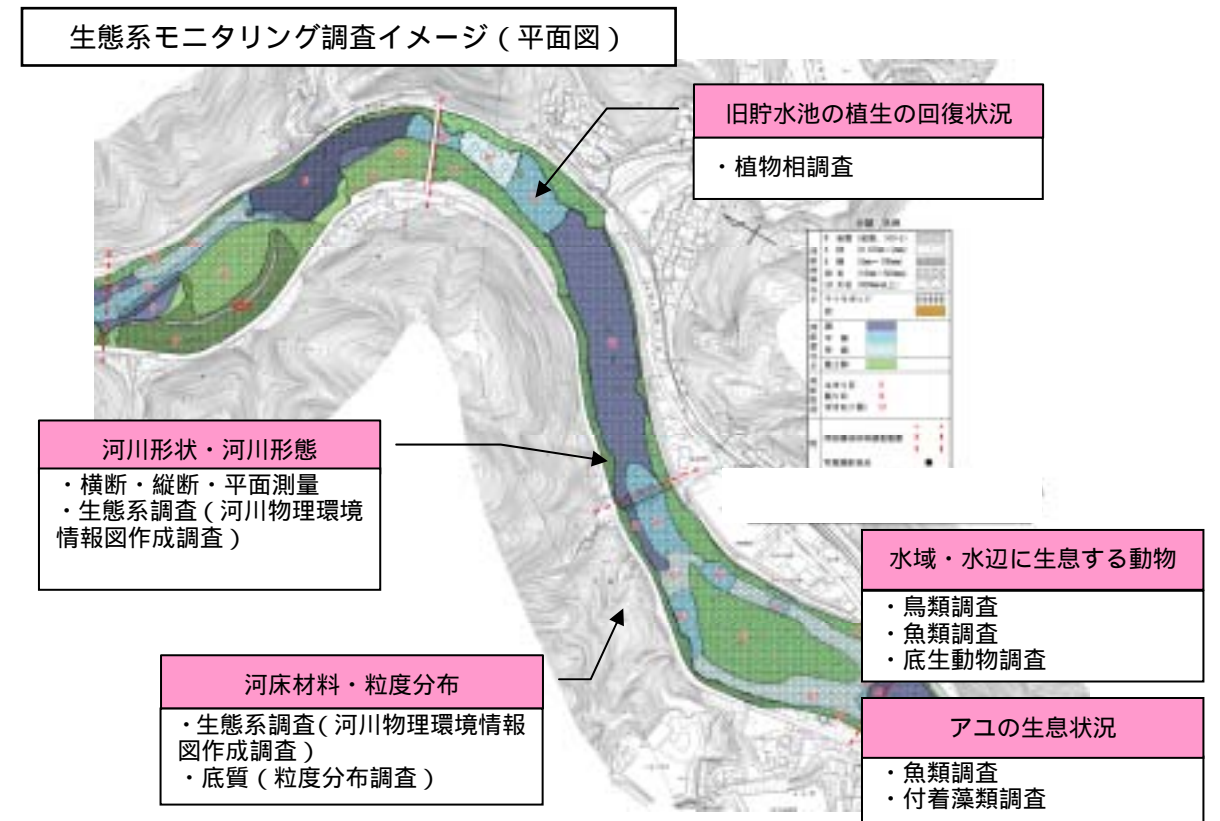 生態系モニタリング調査イメージ（平面図）
旧貯水池の植生の回復状況
・植物相調査
河川形状・河川形態
・横断・縦断・平面測量
・生態系調査（河川物理環境
情報図作成調査）
水域・水辺に生息する動物
・鳥類調査
・魚類調査
・底生動物調査
河床材料・粒度分布
・生態系調査（河川物理環境情報
図作成調査）
・底質（粒度分布調査）
アユの生息状況
・魚類調査
・付着藻類調査